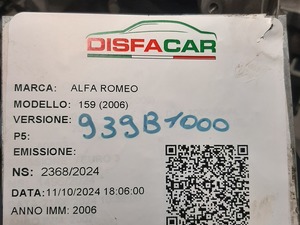 DISFACAR
MARCA: ALFA ROMEO
MODELLO: 159 (2006)
VERSIONE: 939B1000
P5:
EMISSIONE:
NS: 2368/2024
DATA: 11/10/2024 18:06:00
ANNO IMM: 2006